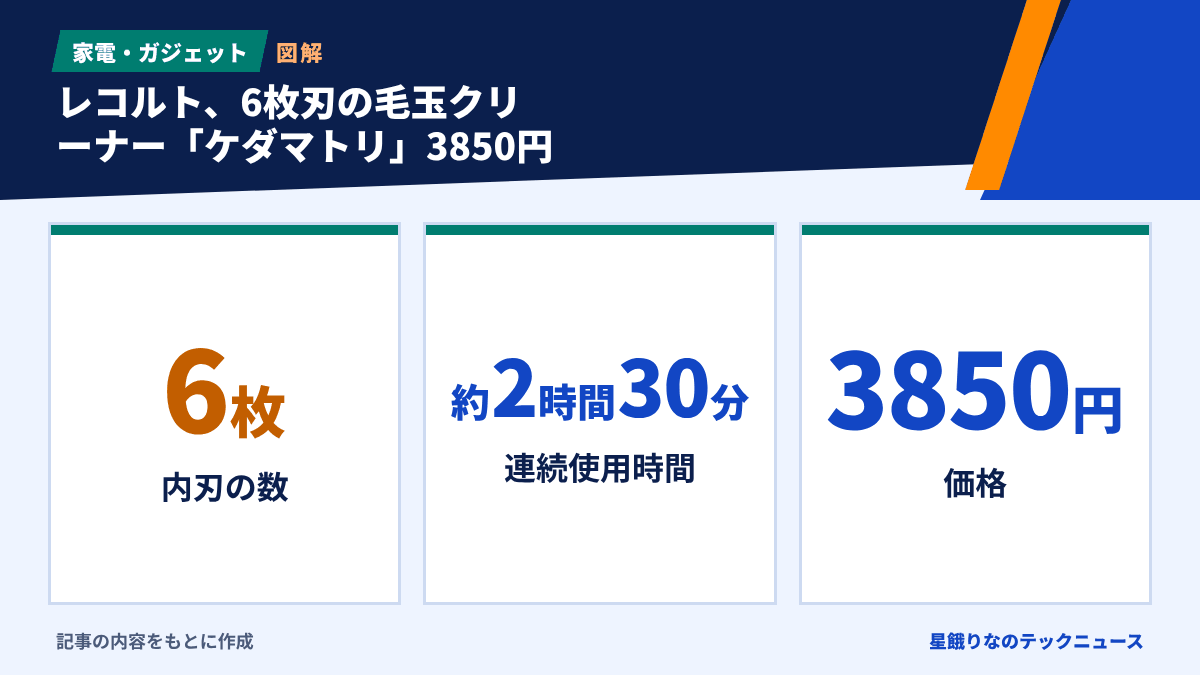 家電・ガジェット 図解
レコルト、6枚刃の毛玉クリ
ーナー「ケダマトリ」3850円
6枚
内刃の数
約2時間30分
連続使用時間
3850円
価格
記事の内容をもとに作成
星餓りなのテックニュース